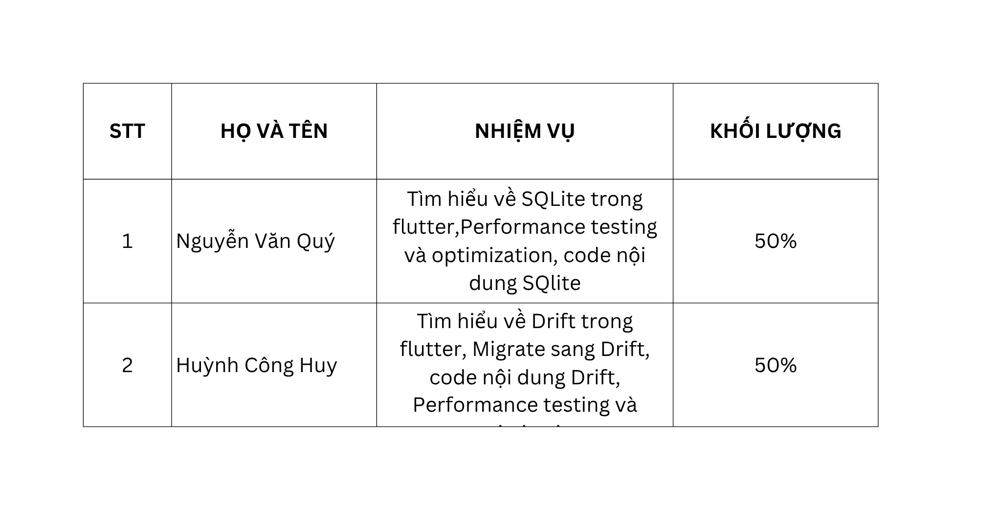 STT HỌ VÀ TÊN NHIỆM VỤ KHỐI LƯỢNG
1 Nguyễn Văn Quý Tìm hiểu về SQLite trong
flutter,Performance testing
và optimization, code nội
dung SQlite
50%
2 Huỳnh Công Huy Tìm hiểu về Drift trong
flutter, Migrate sang Drift,
code nội dung Drift,
Performance testing và
50%